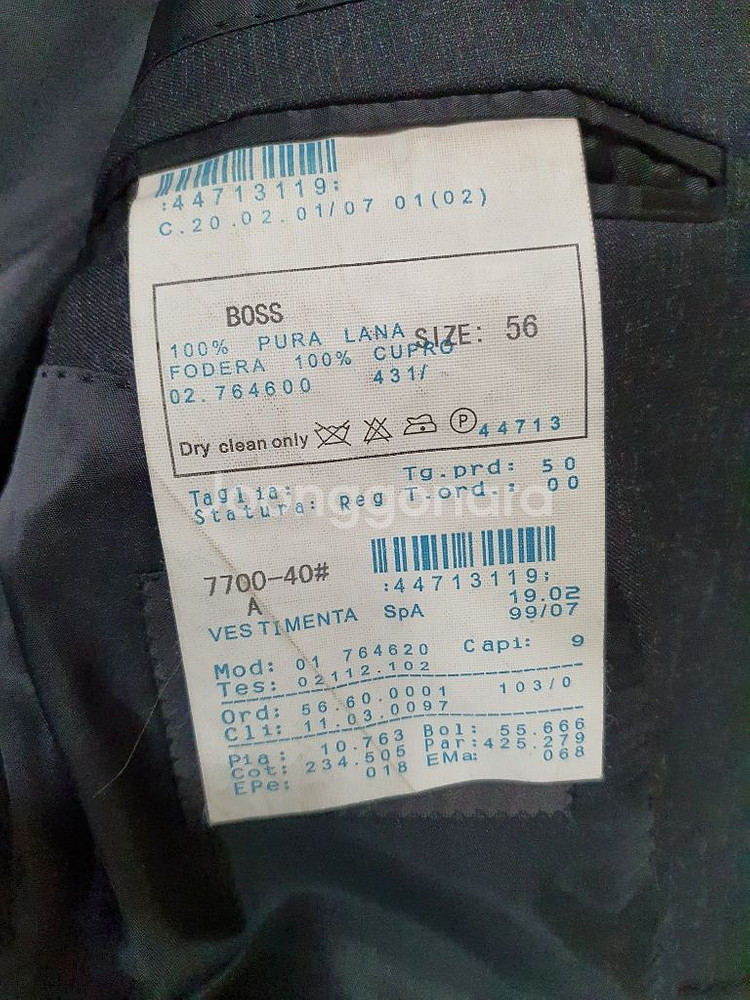 :44713119:
C.20.02.01/07 01(02)
BOSS
SIZE: 56
100% PURA LANA
FODERA 100% CUPRO
02.764600 431/
Dry clean only P 44713
Taglia: Tg.prd: 50
Statura: Reg T.ord.: 00
7700-40#
A
:44713119;
19.02
VESTIMENTA SpA 99/07
Mod: 01 764620 Capi: 9
Tes: 02112.102
Ord: 56.60.0001 103/0
Cli: 11.03.0097
Pia: 10.763 Bol: 55.666
Cot: 234.505 Par:425.279
EPe: 018 EMa: 068